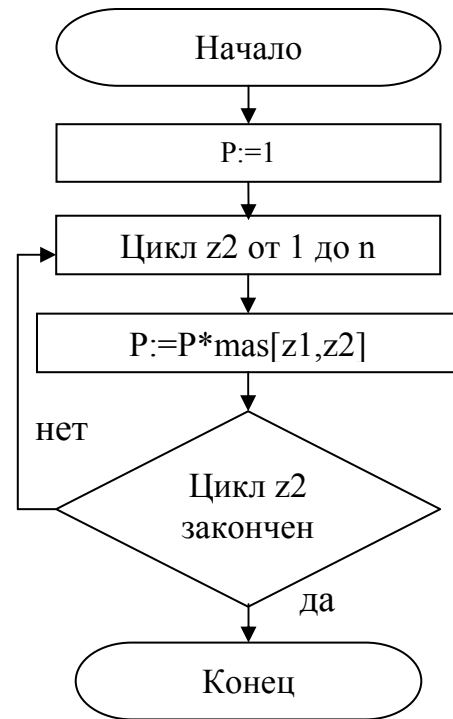 Начало
P:=1
Цикл z2 от 1 до n
P:=P*mas[z1,z2]
нет
Цикл z2
закончен
да
Конец